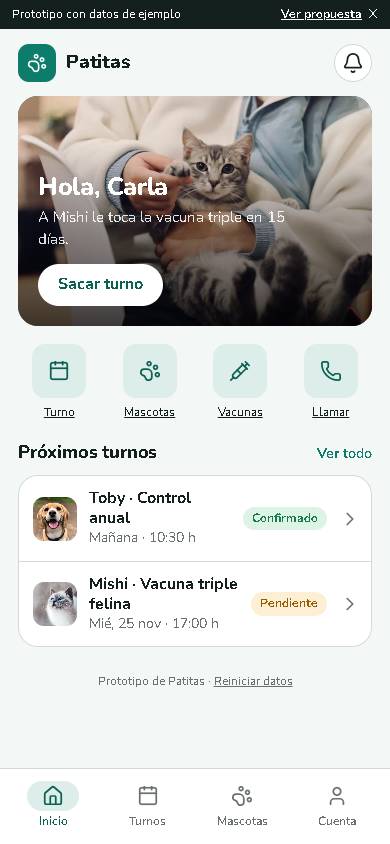 Prototipo con datos de ejemplo
Ver propuesta
Patitas
Hola, Carla
A Mishi le toca la vacuna triple en 15
días.
Sacar turno
Turno
Mascotas
Vacunas
Llamar
Próximos turnos
Ver todo
Toby · Control
anual
Mañana · 10:30 h
Confirmado
Mishi · Vacuna triple
felina
Mié, 25 nov · 17:00 h
Pendiente
Prototipo de Patitas · Reiniciar datos
Inicio
Turnos
Mascotas
Cuenta